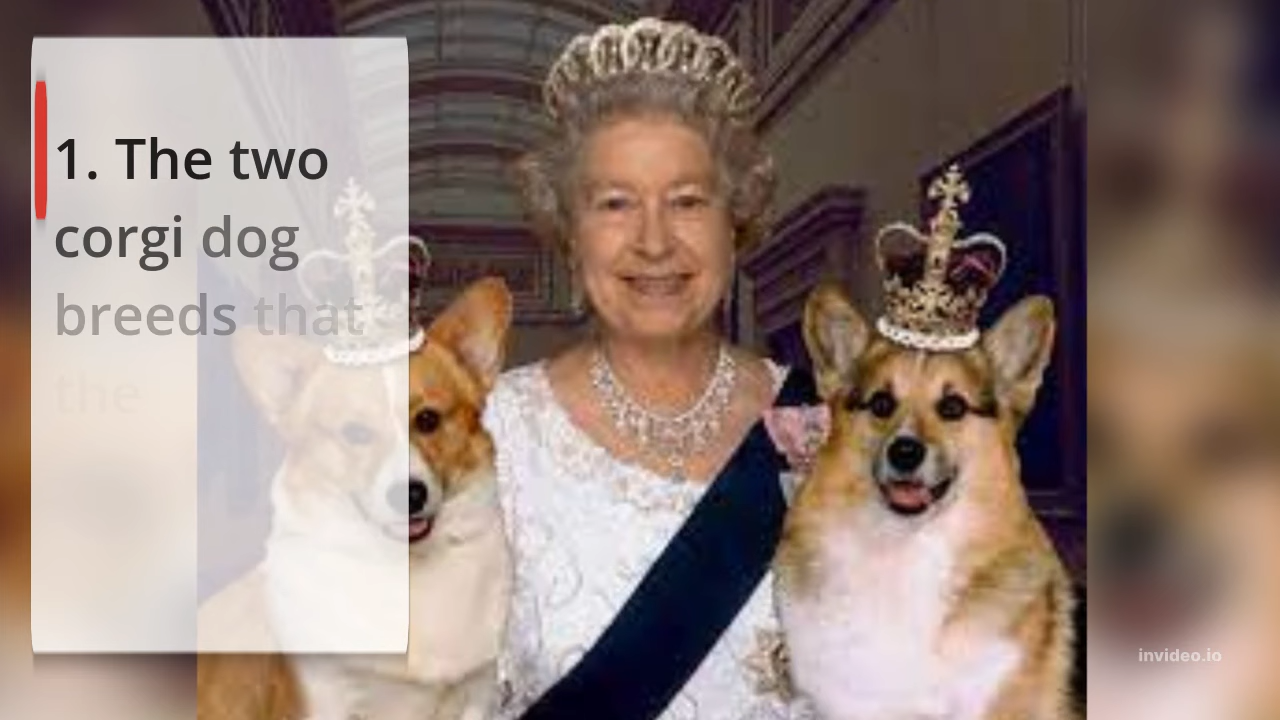 1. The two
corgi dog
breeds that
the
invideo.io